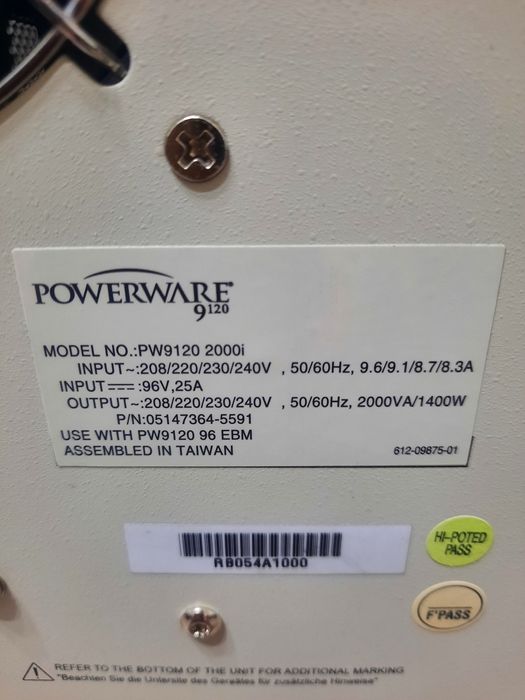 POWERWARE®
9120
MODEL NO.:PW9120 2000i
INPUT~:208/220/230/240V , 50/60Hz, 9.6/9.1/8.7/8.3A
INPUT⎓:96V,25A
OUTPUT~:208/220/230/240V , 50/60Hz, 2000VA/1400W
P/N:05147364-5591
USE WITH PW9120 96 EBM
ASSEMBLED IN TAIWAN 612-09875-01
RB054A1000
HI-POTED
PASS
F'PASS
REFER TO THE BOTTOM OF THE UNIT FOR ADDITIONAL MARKING
"Beachten Sie die Unterseite des Geraetes für zusätzliche Hinweise"